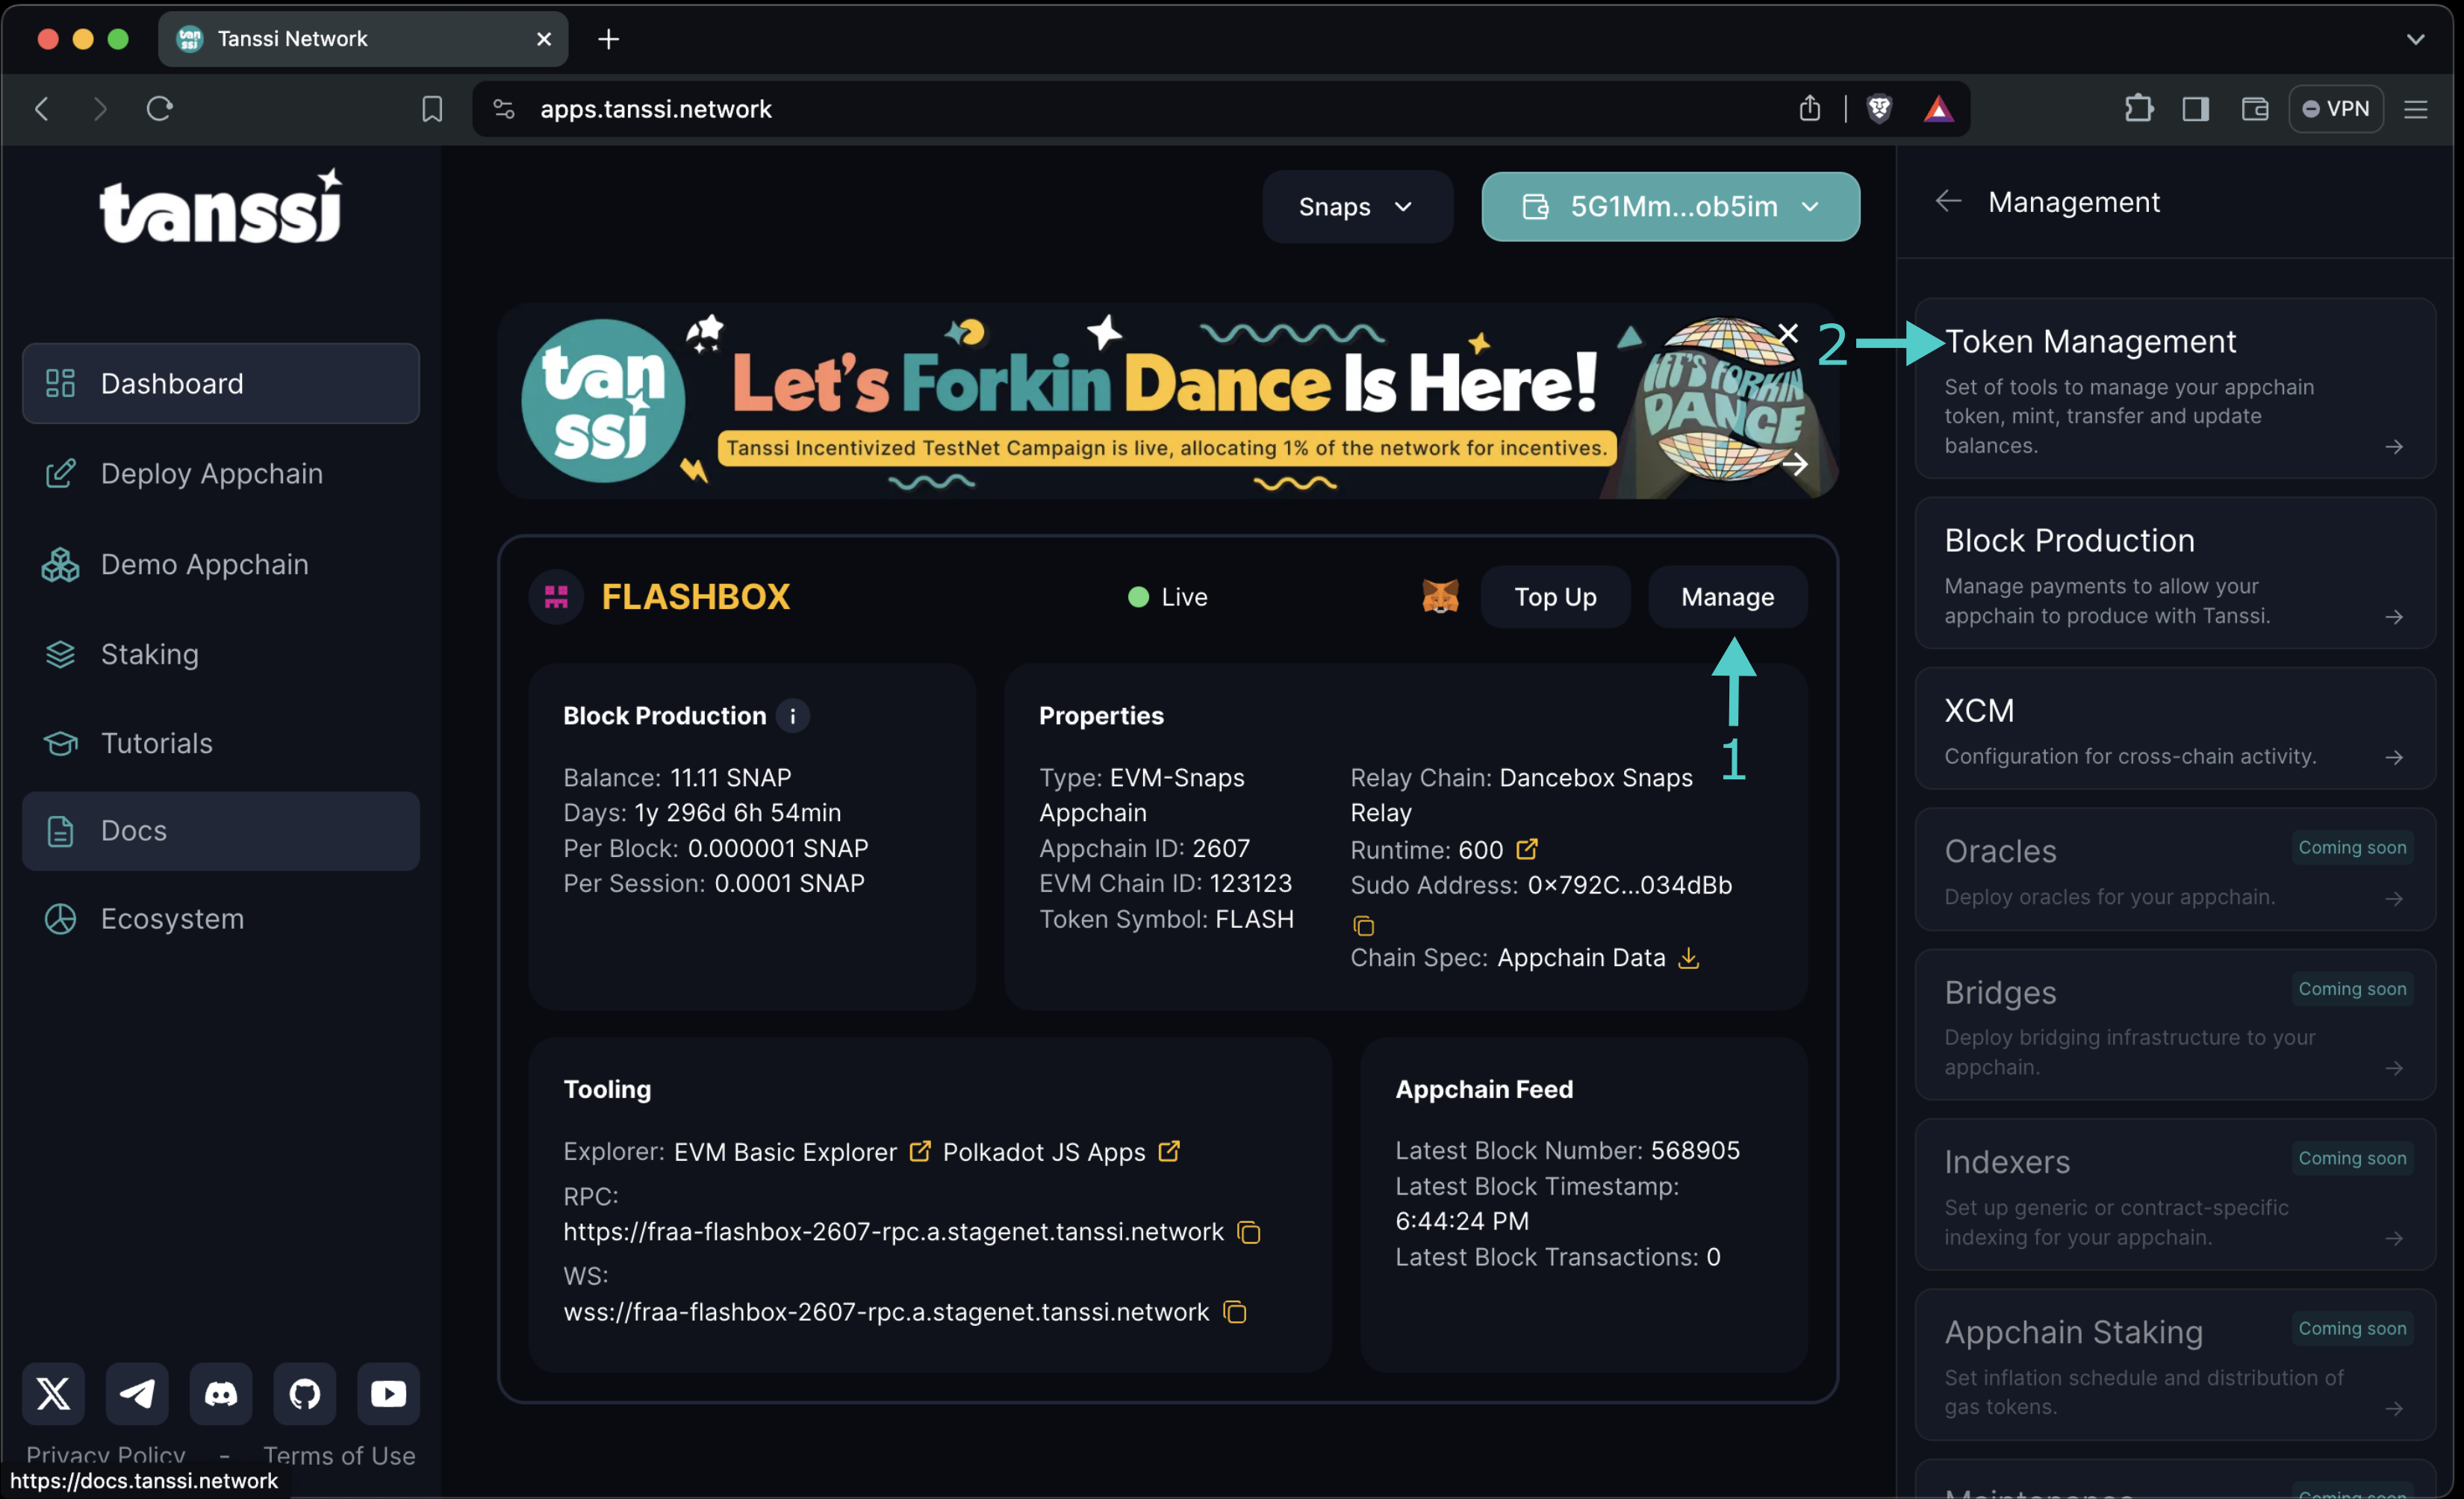 Tanssi Network
apps.tanssi.network
VPN
tanssi
Snaps
5G1Mm...ob5im
Management
Dashboard
Deploy Appchain
Demo Appchain
Staking
Tutorials
Docs
Ecosystem
tan
ssi
Let's Forkin Dance Is Here!
Tanssi Incentivized TestNet Campaign is live, allocating 1% of the network for incentives.
LET'S FORKIN
DANCE
2
FLASHBOX
Live
Top Up
Manage
1
Block Production
i
Balance: 11.11 SNAP
Days: 1y 296d 6h 54min
Per Block: 0.000001 SNAP
Per Session: 0.0001 SNAP
Properties
Type: EVM-Snaps
Appchain
Appchain ID: 2607
EVM Chain ID: 123123
Token Symbol: FLASH
Relay Chain: Dancebox Snaps
Relay
Runtime: 600
Sudo Address: 0x792C...034dBb
Chain Spec: Appchain Data
Tooling
Explorer: EVM Basic Explorer Polkadot JS Apps
RPC:
https://fraa-flashbox-2607-rpc.a.stagenet.tanssi.network
WS:
wss://fraa-flashbox-2607-rpc.a.stagenet.tanssi.network
Appchain Feed
Latest Block Number: 568905
Latest Block Timestamp:
6:44:24 PM
Latest Block Transactions: 0
Token Management
Set of tools to manage your appchain
token, mint, transfer and update
balances.
Block Production
Manage payments to allow your
appchain to produce with Tanssi.
XCM
Configuration for cross-chain activity.
Oracles
Coming soon
Deploy oracles for your appchain.
Bridges
Coming soon
Deploy bridging infrastructure to your
appchain.
Indexers
Coming soon
Set up generic or contract-specific
indexing for your appchain.
Appchain Staking
Coming soon
Set inflation schedule and distribution of
gas tokens.
Maintenance
Coming soon
Privacy Policy - Terms of Use
https://docs.tanssi.network